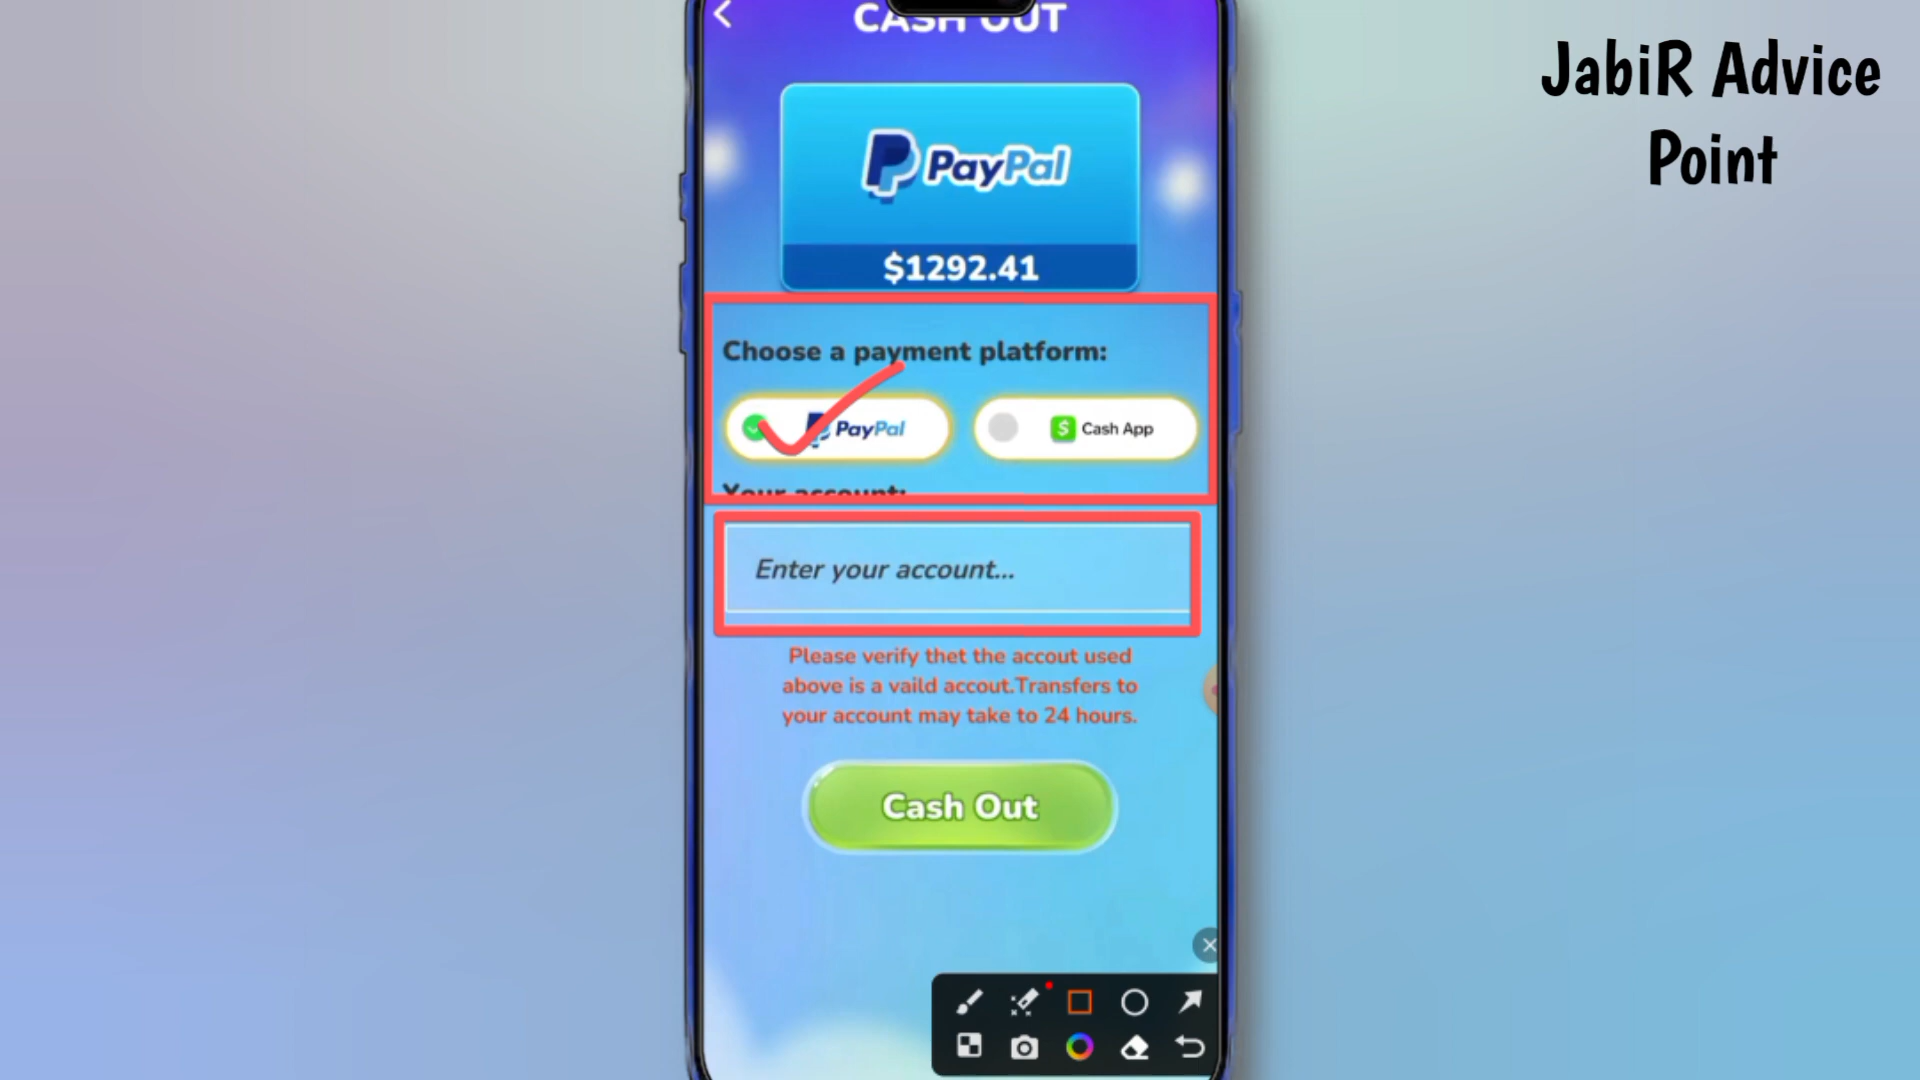 CASH OUT
JabiR Advice
Point
PayPal
$1292.41
Choose a payment platform:
PayPal
Cash App
Your account:
Enter your account...
Please verify thet the accout used
above is a vaild accout.Transfers to
your account may take to 24 hours.
Cash Out